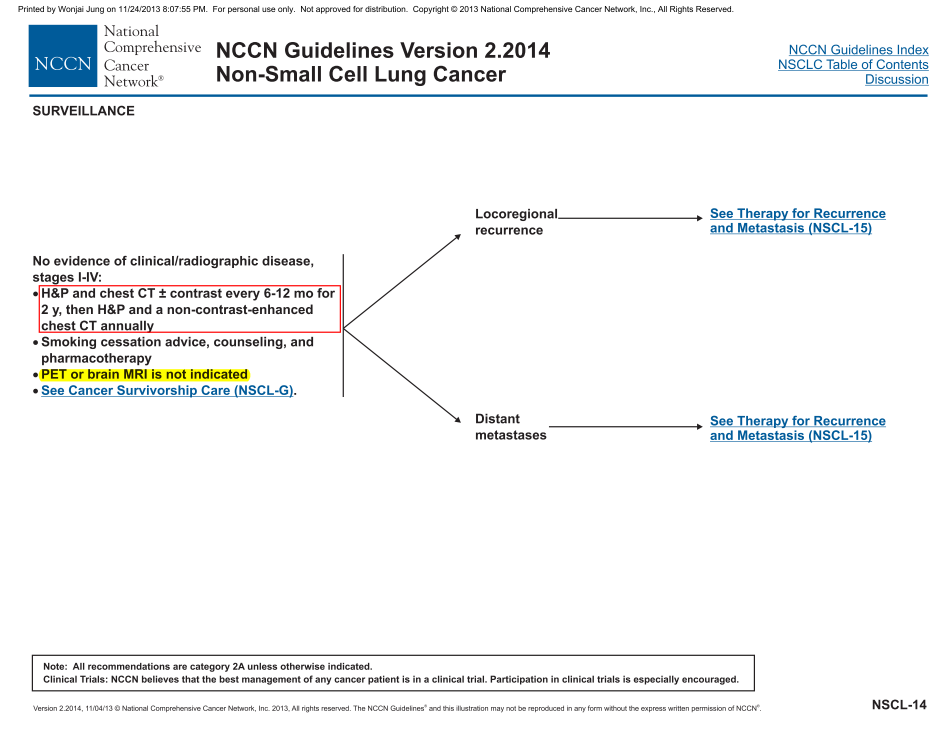 Printed by Wonjai Jung on 11/24/2013 8:07:55 PM. For personal use only. Not approved for distribution. Copyright © 2013 National Comprehensive Cancer Network, Inc., All Rights Reserved.
NCCN
National
Comprehensive
Cancer
Network®
NCCN Guidelines Version 2.2014
Non-Small Cell Lung Cancer
NCCN Guidelines Index
NSCLC Table of Contents
Discussion
SURVEILLANCE
No evidence of clinical/radiographic disease,
stages I-IV:
• H&P and chest CT ± contrast every 6-12 mo for
2 y, then H&P and a non-contrast-enhanced
chest CT annually
• Smoking cessation advice, counseling, and
pharmacotherapy
• PET or brain MRI is not indicated
• See Cancer Survivorship Care (NSCL-G).
Locoregional
recurrence
See Therapy for Recurrence
and Metastasis (NSCL-15)
Distant
metastases
See Therapy for Recurrence
and Metastasis (NSCL-15)
Note: All recommendations are category 2A unless otherwise indicated.
Clinical Trials: NCCN believes that the best management of any cancer patient is in a clinical trial. Participation in clinical trials is especially encouraged.
Version 2.2014, 11/04/13 © National Comprehensive Cancer Network, Inc. 2013, All rights reserved. The NCCN Guidelines® and this illustration may not be reproduced in any form without the express written permission of NCCN®.
NSCL-14